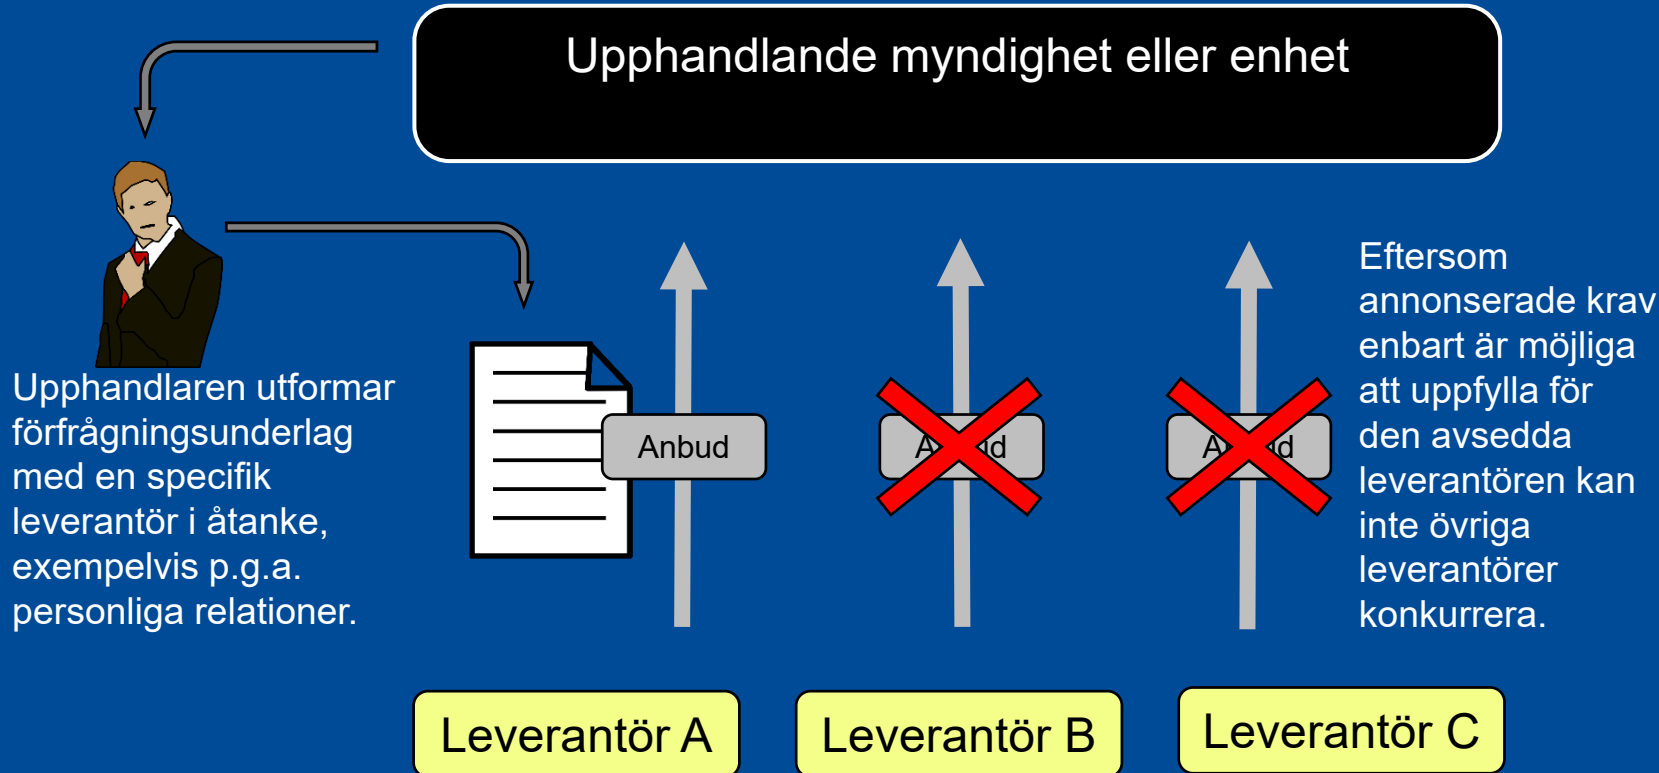 Upphandlande myndighet eller enhet
Upphandlaren utformar
förfrågningsunderlag
med en specifik
leverantör i åtanke,
exempelvis p.g.a.
personliga relationer.
Anbud
Eftersom
annonserade krav
enbart är möjliga
att uppfylla för
den avsedda
leverantören kan
inte övriga
leverantörer
konkurrera.
Leverantör A
Leverantör B
Leverantör C